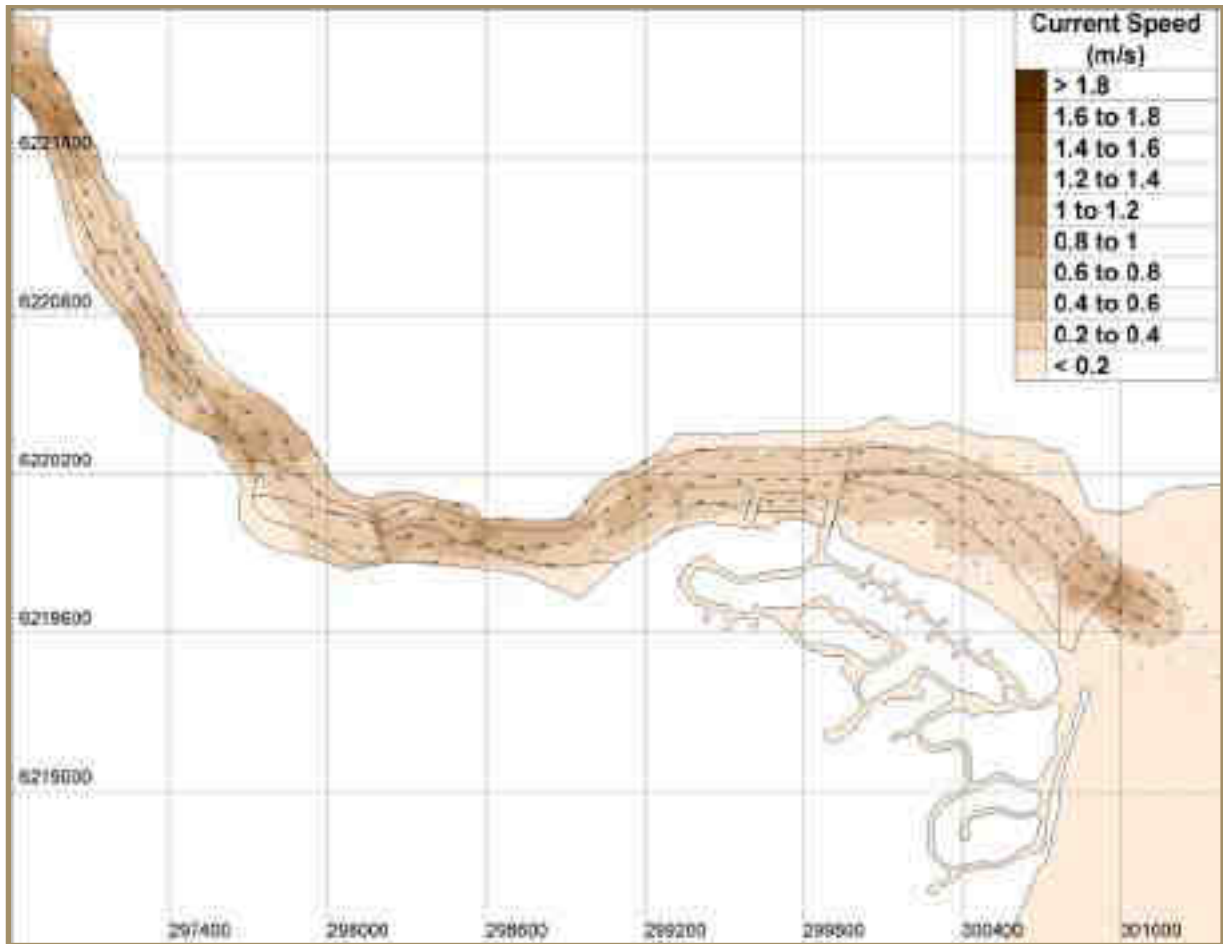 Current Speed
(m/s)
> 1.8
1.6 to 1.8
1.4 to 1.6
1.2 to 1.4
1 to 1.2
0.8 to 1
0.6 to 0.8
0.4 to 0.6
0.2 to 0.4
< 0.2
6221400
6220800
6220200
6219600
6219000
297400 298000 298600 299200 299800 300400 301000